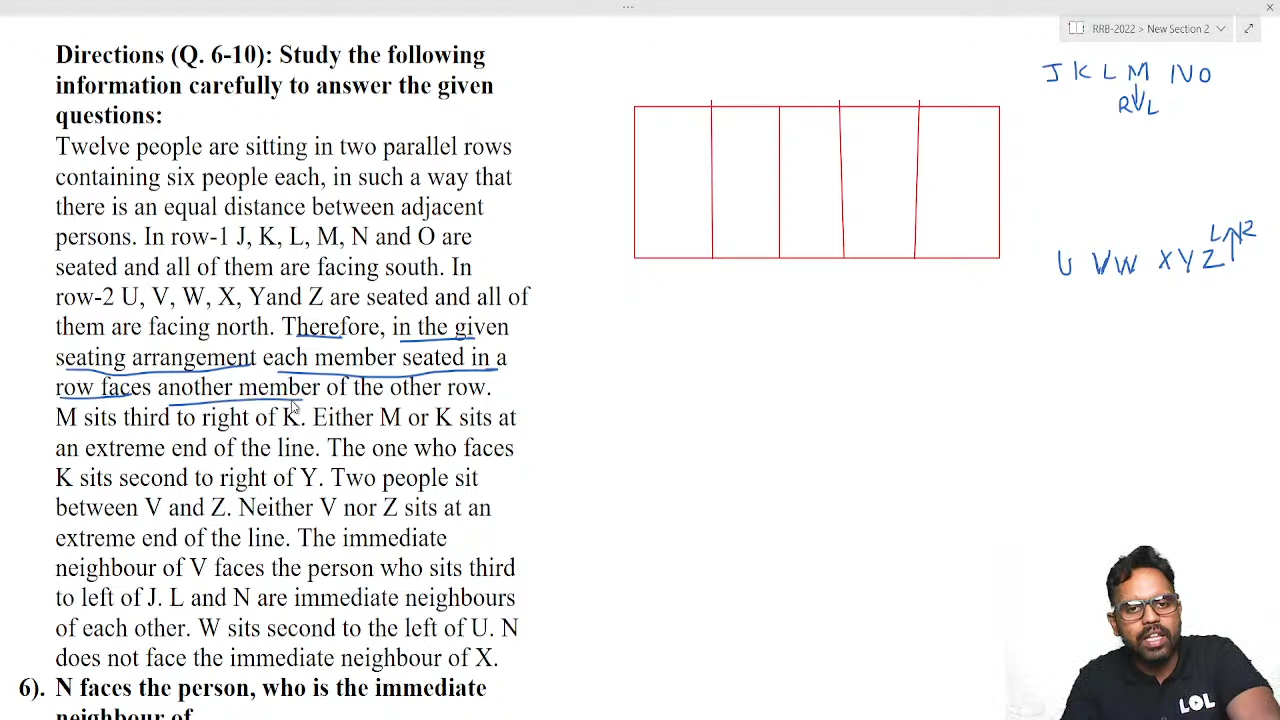 RRB-2022 > New Section 2
Directions (Q. 6-10): Study the following
information carefully to answer the given
questions:
Twelve people are sitting in two parallel rows
containing six people each, in such a way that
there is an equal distance between adjacent
persons. In row-1 J, K, L, M, N and O are
seated and all of them are facing south. In
row-2 U, V, W, X, Yand Z are seated and all of
them are facing north. Therefore, in the given
seating arrangement each member seated in a
row faces another member of the other row.
M sits third to right of K. Either M or K sits at
an extreme end of the line. The one who faces
K sits second to right of Y. Two people sit
between V and Z. Neither V nor Z sits at an
extreme end of the line. The immediate
neighbour of V faces the person who sits third
to left of J. L and N are immediate neighbours
of each other. W sits second to the left of U. N
does not face the immediate neighbour of X.
6). N faces the person, who is the immediate
neighbour of
J K L M N O
R L
L R
U V W X Y Z
LOL